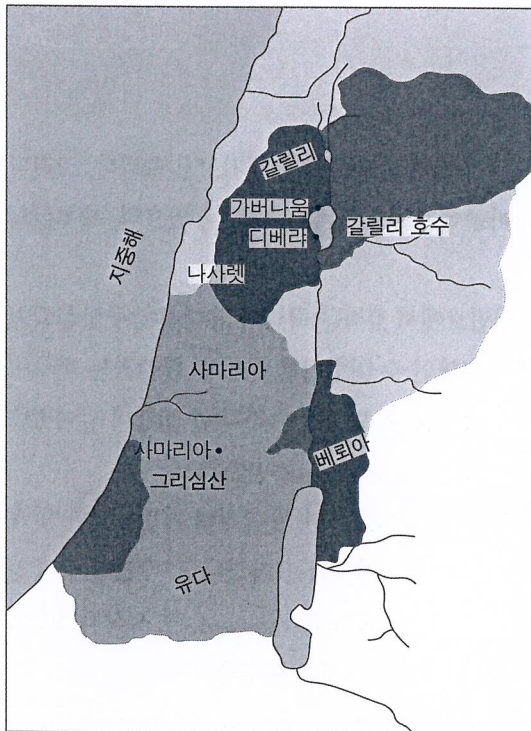 갈릴리
가버나움
디베랴
갈릴리 호수
지중해
나사렛
사마리아
사마리아
그리심산
베뢰아
유다